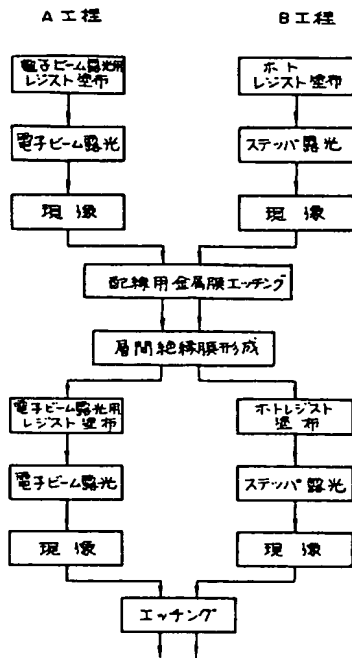 A工程
B工程
電子ビーム露光用
レジスト塗布
ホト
レジスト塗布
電子ビーム露光
ステッパ露光
現像
現像
配線用金属膜エッチング
層間絶縁膜形成
電子ビーム露光用
レジスト塗布
ホトレジスト
塗布
電子ビーム露光
ステッパ露光
現像
現像
エッチング